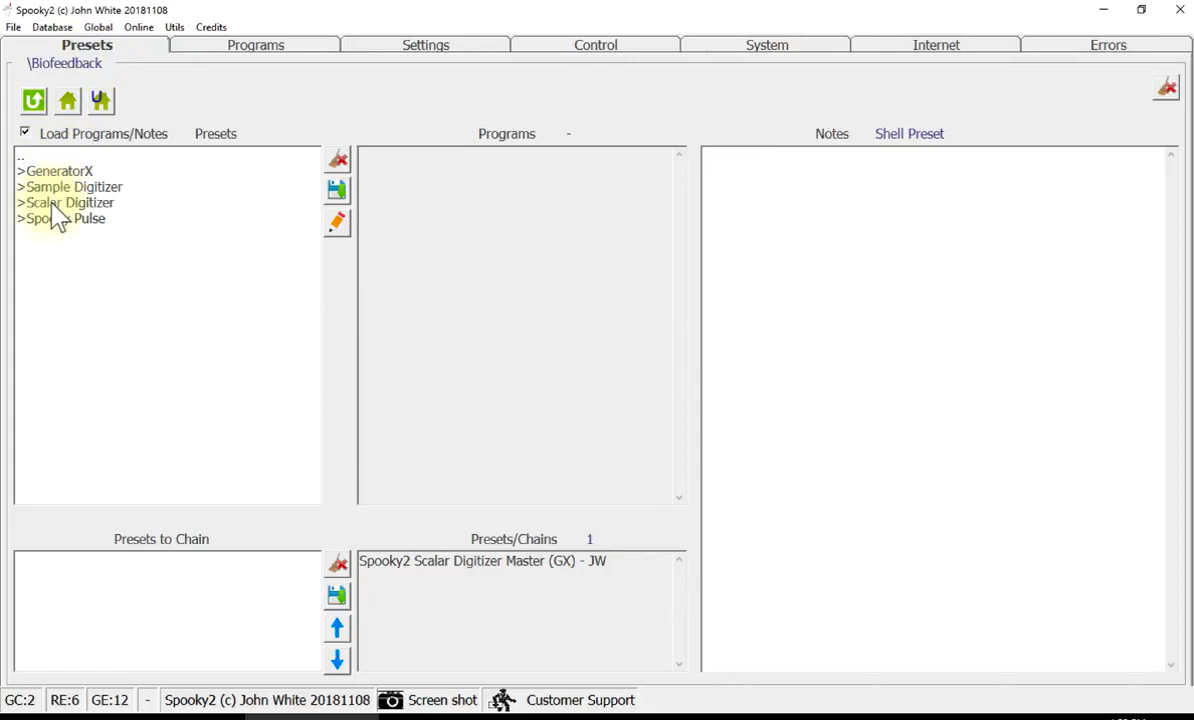 Spooky2 (c) John White 20181108
File Database Global Online Utils Credits
Presets Programs Settings Control System Internet Errors
\Biofeedback
Load Programs/Notes Presets Programs - Notes Shell Preset
..
>GeneratorX
>Sample Digitizer
>Scalar Digitizer
>Spooky Pulse
Presets to Chain Presets/Chains 1
Spooky2 Scalar Digitizer Master (GX) - JW
GC:2 RE:6 GE:12 - Spooky2 (c) John White 20181108 Screen shot Customer Support